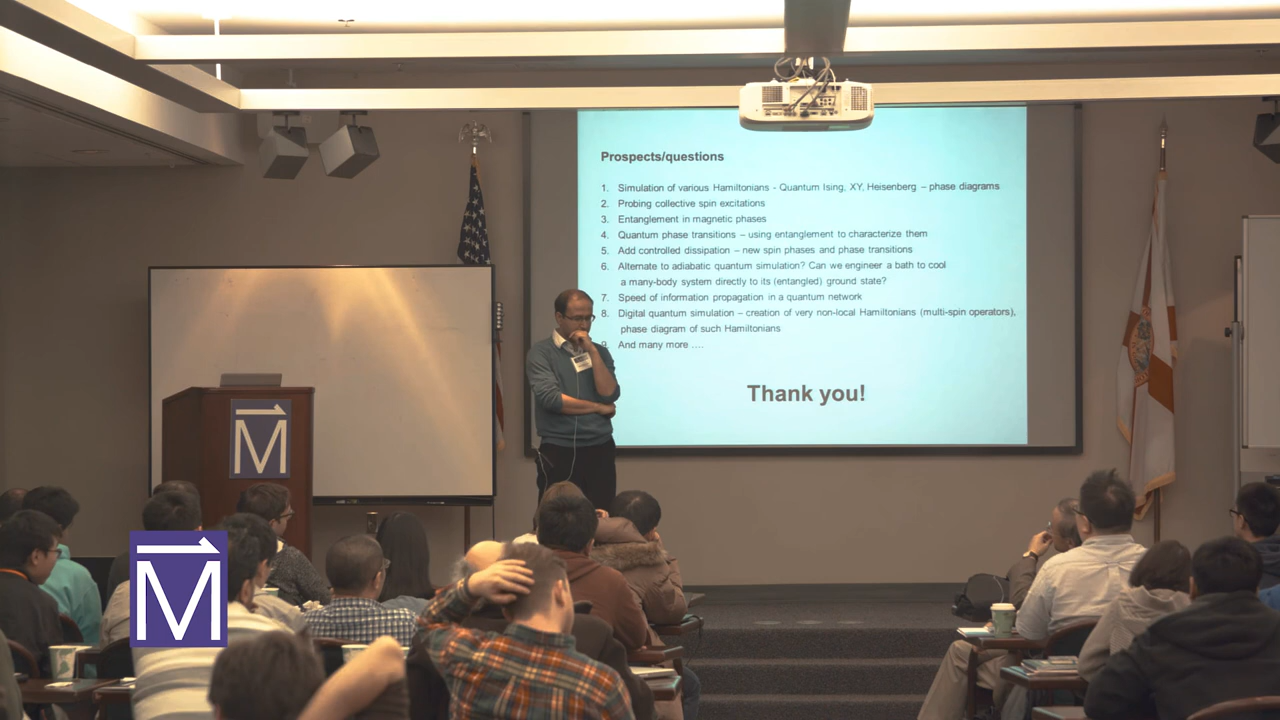 Prospects/questions
1. Simulation of various Hamiltonians - Quantum Ising, XY, Heisenberg – phase diagrams
2. Probing collective spin excitations
3. Entanglement in magnetic phases
4. Quantum phase transitions – using entanglement to characterize them
5. Add controlled dissipation – new spin phases and phase transitions
6. Alternate to adiabatic quantum simulation? Can we engineer a bath to cool
a many-body system directly to its (entangled) ground state?
7. Speed of information propagation in a quantum network
8. Digital quantum simulation – creation of very non-local Hamiltonians (multi-spin operators),
phase diagram of such Hamiltonians
9. And many more ....
Thank you!
M
M